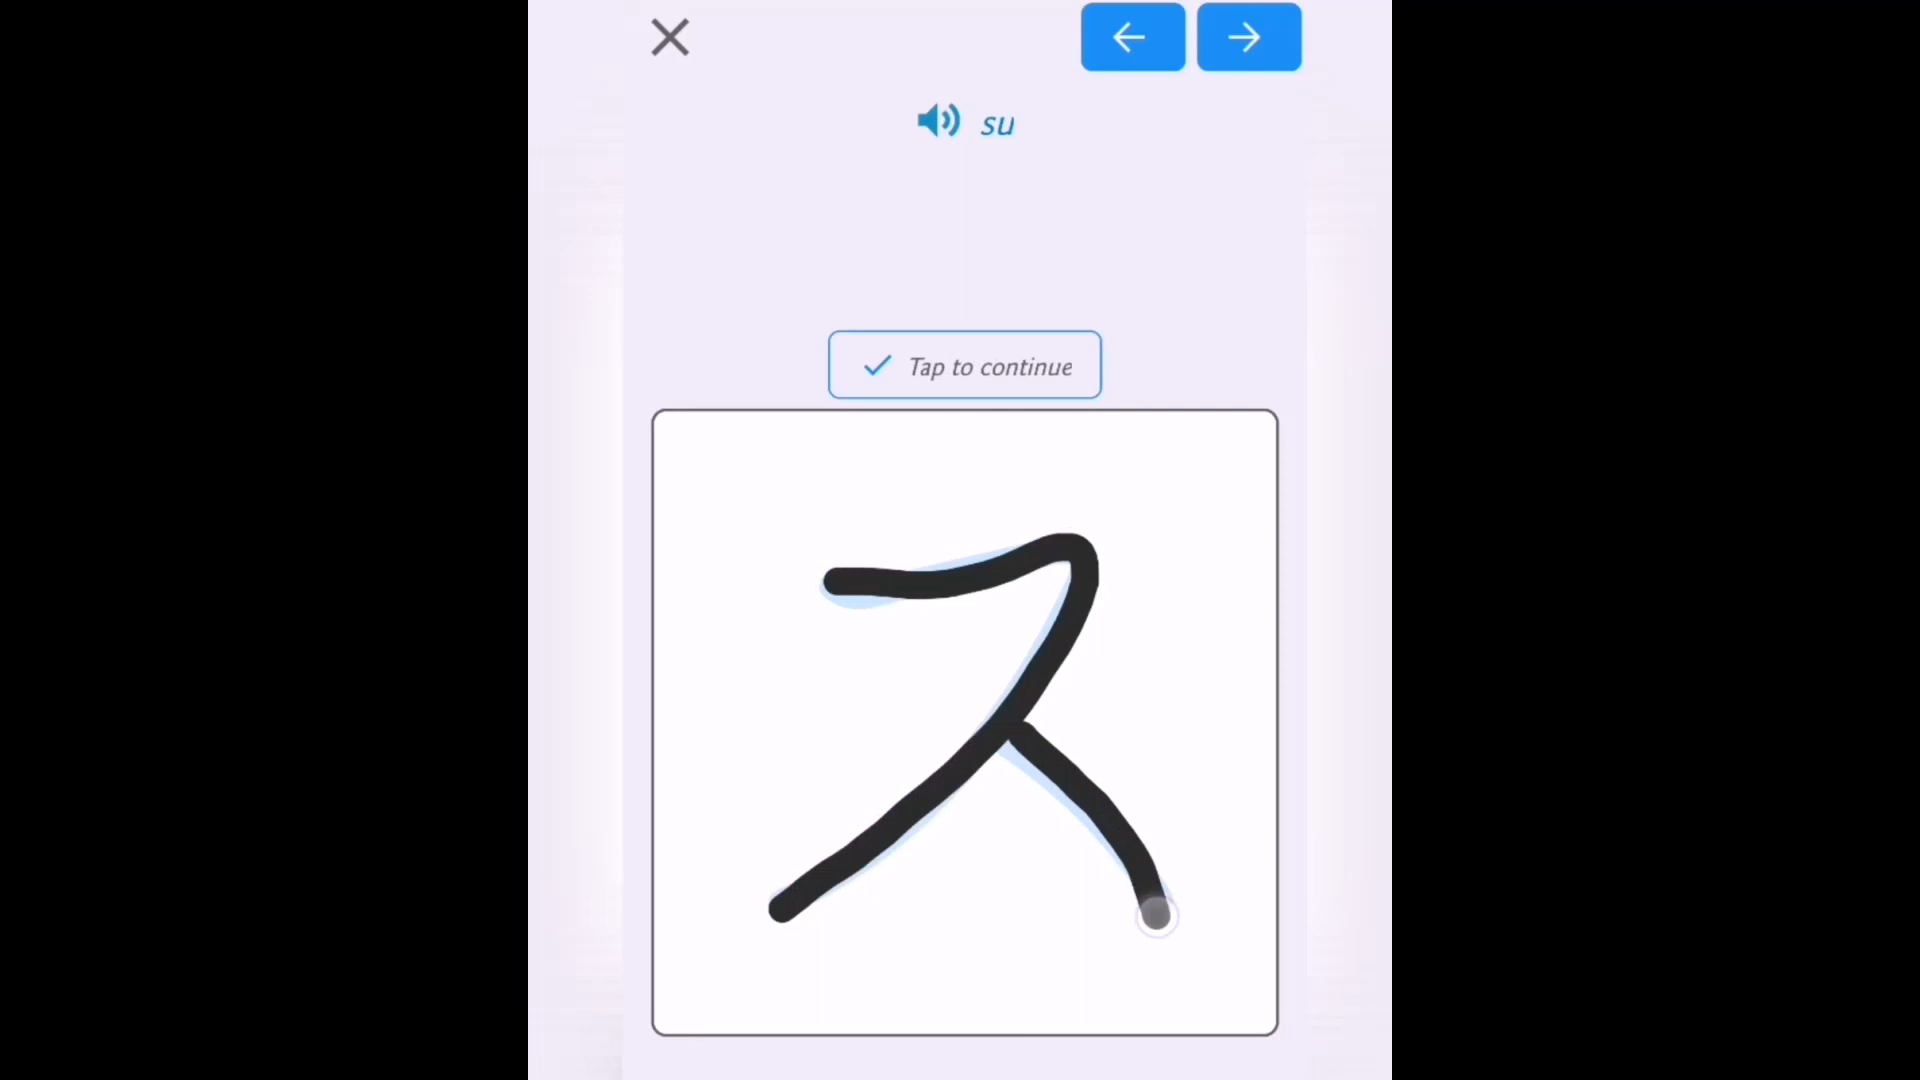 su
Tap to continue
ス